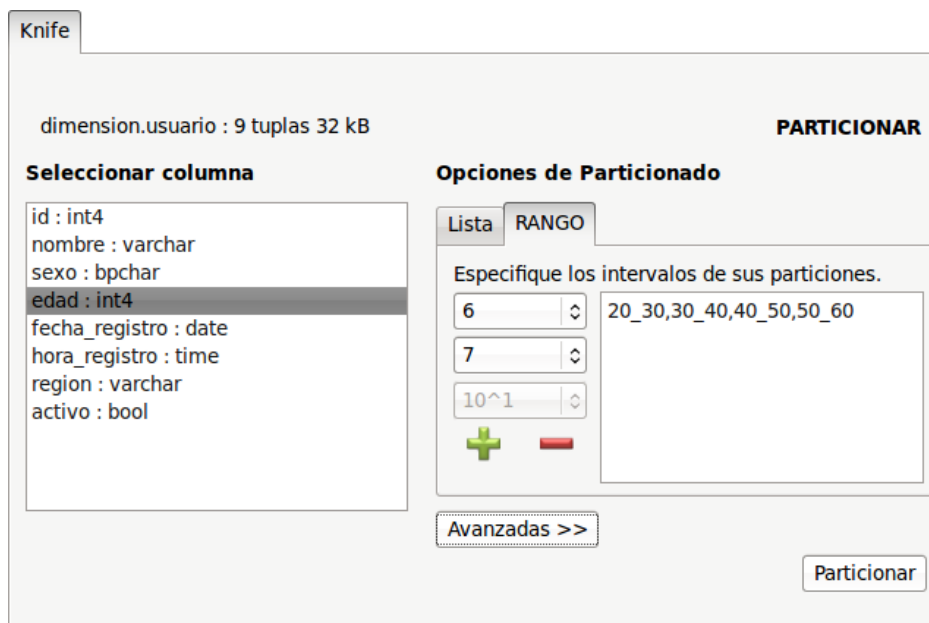 Knife
dimension.usuario : 9 tuplas 32 kB
PARTICIONAR
Seleccionar columna
id : int4
nombre : varchar
sexo : bpchar
edad : int4
fecha_registro : date
hora_registro : time
region : varchar
activo : bool
Opciones de Particionado
Lista
RANGO
Especifique los intervalos de sus particiones.
6
7
10^1
20_30,30_40,40_50,50_60
Avanzadas >>
Particionar